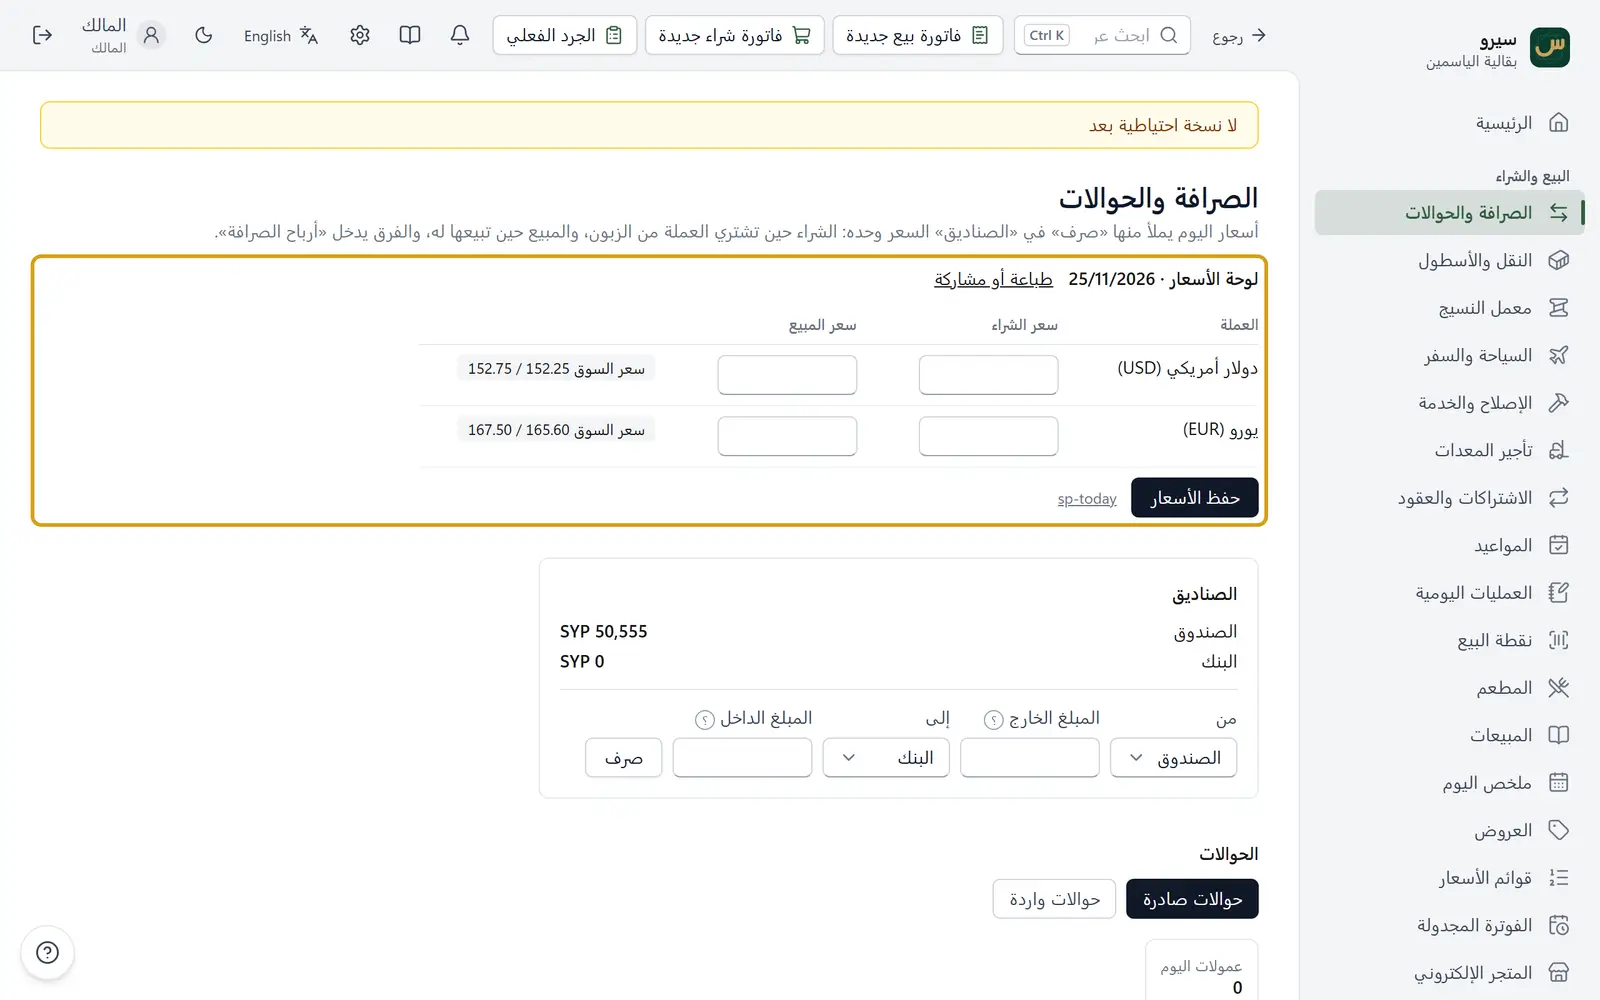 سيرو
بقالية الياسمين
رجوع
ابحث عر
Ctrl K
فاتورة بيع جديدة
فاتورة شراء جديدة
الجرد الفعلي
English
المالك
المالك
الرئيسية
البيع والشراء
الصرافة والحوالات
النقل والأسطول
معمل النسيج
السياحة والسفر
الإصلاح والخدمة
تأجير المعدات
الاشتراكات والعقود
المواعيد
العمليات اليومية
نقطة البيع
المطعم
المبيعات
ملخص اليوم
العروض
قوائم الأسعار
الفوترة المجدولة
المتجر الإلكتروني
لا نسخة احتياطية بعد
الصرافة والحوالات
أسعار اليوم يملأ منها «صرف» في «الصناديق» السعر وحده: الشراء حين تشتري العملة من الزبون، والمبيع حين تبيعها له، والفرق يدخل «أرباح الصرافة».
لوحة الأسعار · 25/11/2026 طباعة أو مشاركة
العملة سعر الشراء سعر المبيع
دولار أمريكي (USD) سعر السوق 152.25 / 152.75
يورو (EUR) سعر السوق 165.60 / 167.50
حفظ الأسعار sp-today
الصناديق
الصندوق SYP 50,555
البنك SYP 0
من المبلغ الخارج ؟ إلى المبلغ الداخل ؟
الصندوق البنك صرف
الحوالات
حوالات صادرة حوالات واردة
عمولات اليوم
0